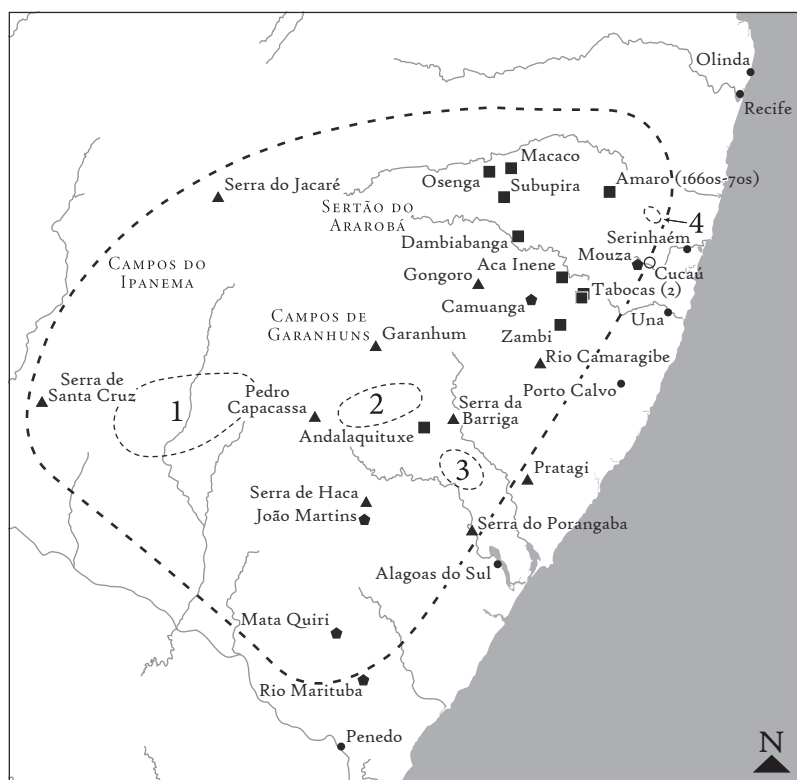 Olinda
Recife
Macaco
Osenga
Subupira
Amaro (1660s-70s)
Serra do Jacaré
Sertão do
Ararobá
4
Serinhaém
Dambiabanga
Mouza
Cucaú
Campos do
Ipanema
Gongoro
Aca Inene
Tabocas (2)
Camuanga
Una
Campos de
Garanhuns
Garanhum
Zambi
Rio Camaragibe
Serra de
Santa Cruz
1
Pedro
Capacassa
2
Porto Calvo
Serra da
Barriga
Andalaquituxe
3
Pratagi
Serra de Haca
João Martins
Serra do Porangaba
Alagoas do Sul
Mata Quiri
Rio Marituba
Penedo
N